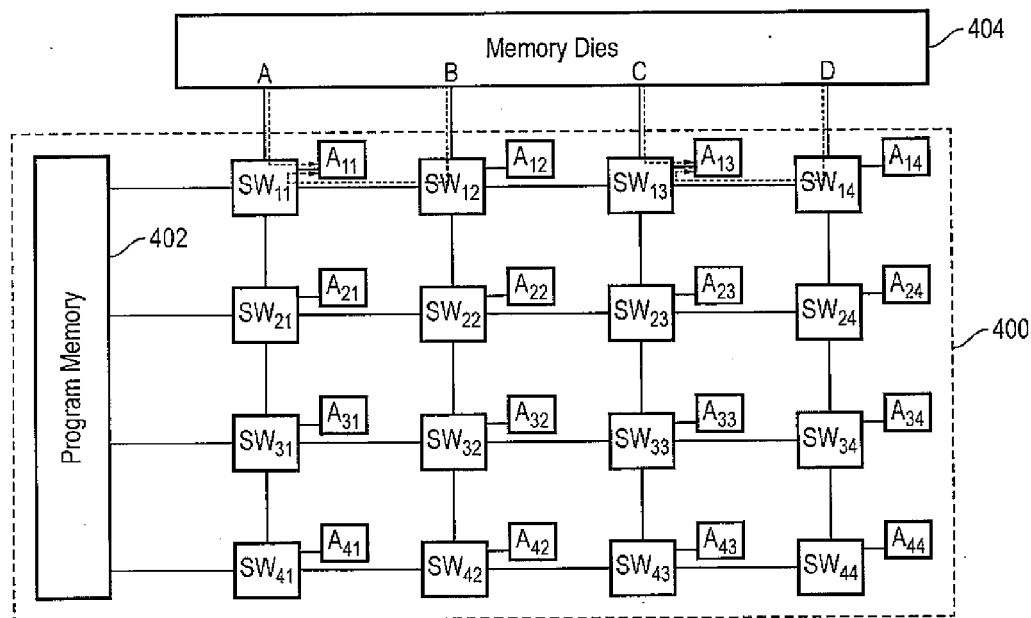 404
Memory Dies
A B C D
A11 A12 A13 A14
SW11 SW12 SW13 SW14
402
A21 A22 A23 A24
SW21 SW22 SW23 SW24
400
Program Memory
A31 A32 A33 A34
SW31 SW32 SW33 SW34
A41 A42 A43 A44
SW41 SW42 SW43 SW44